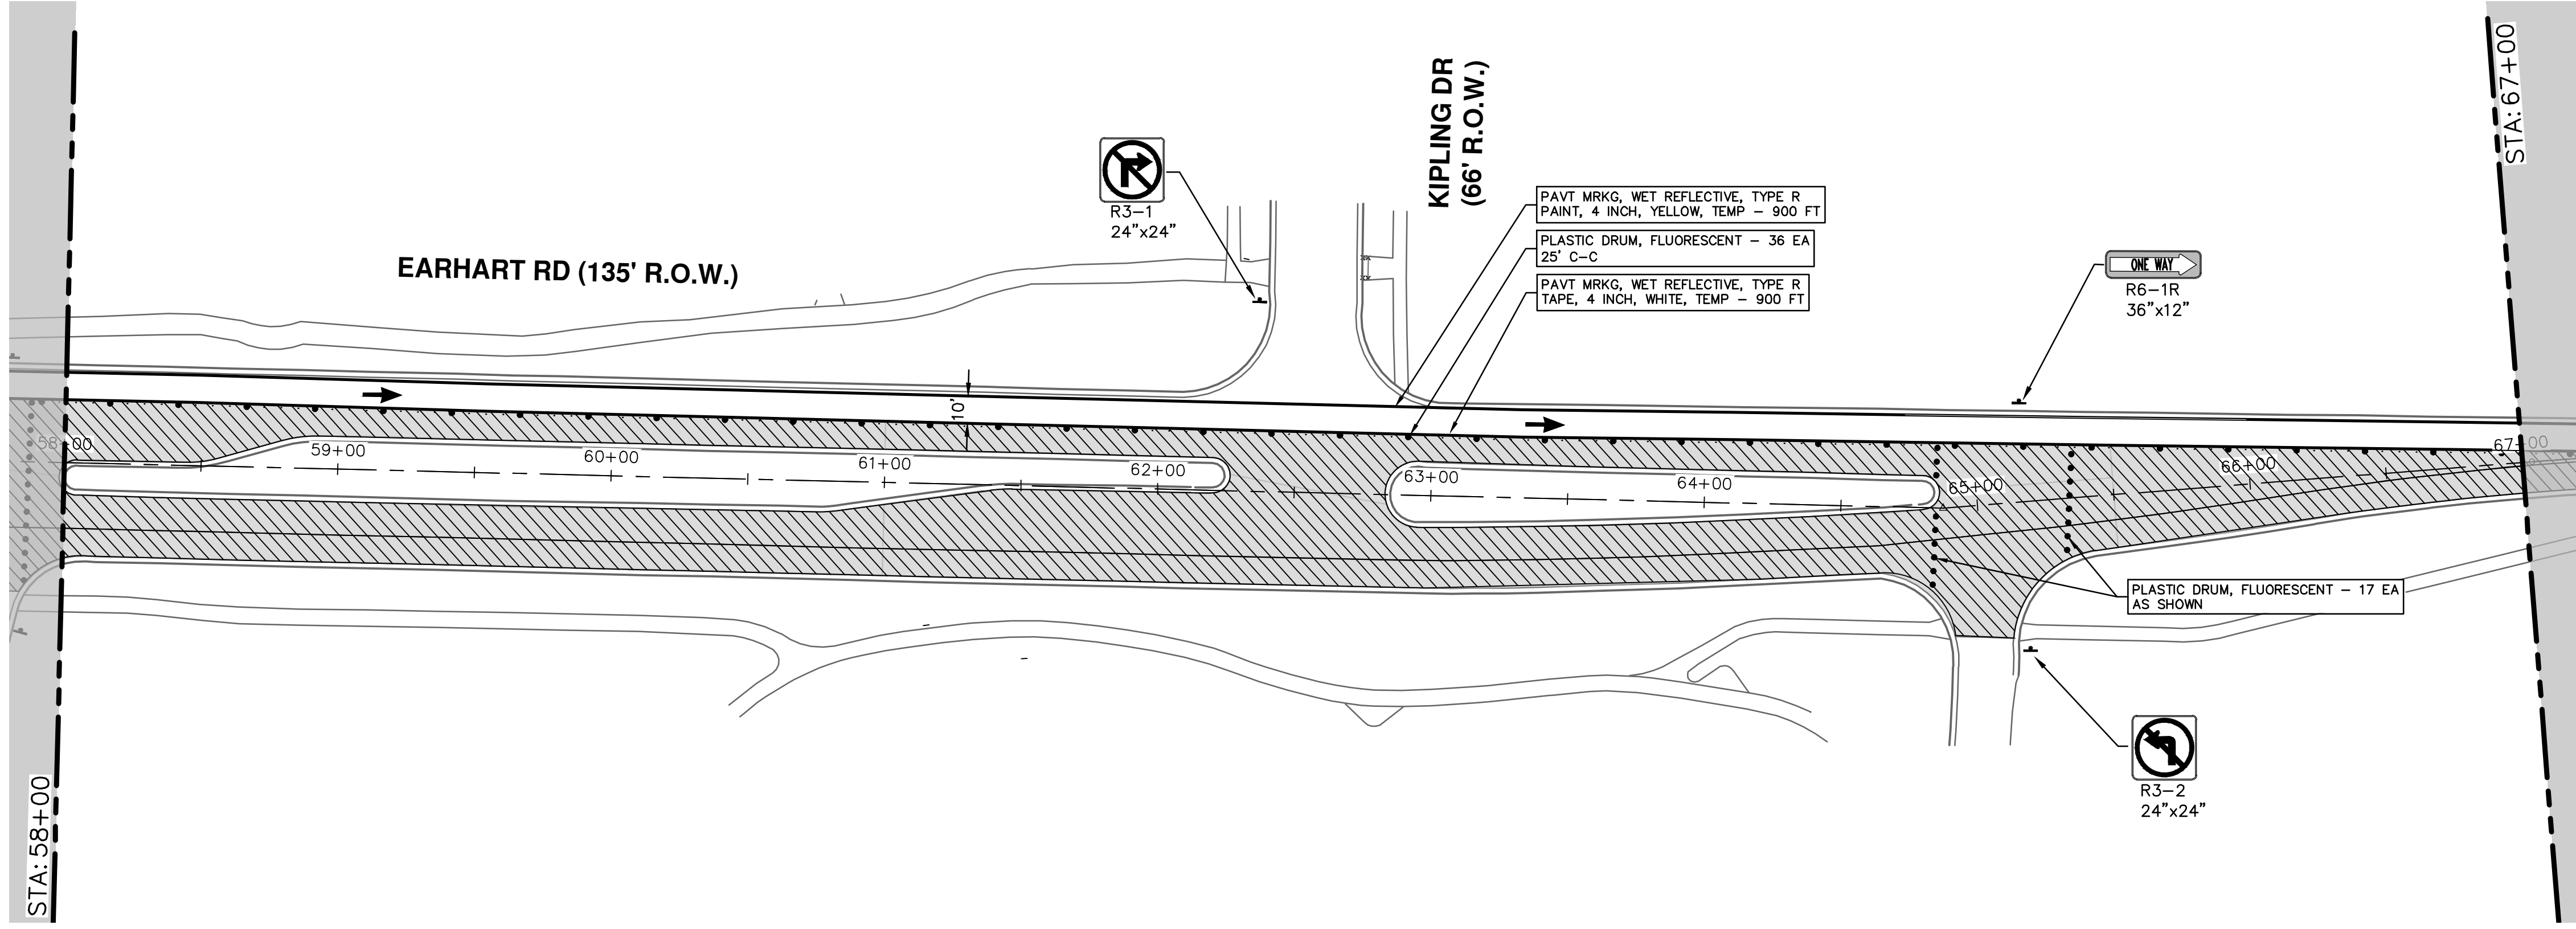 STA: 58+00
STA: 67+00
EARHART RD (135' R.O.W.)
KIPLING DR
(66' R.O.W.)
R3-1
24"x24"
PAVT MRKG, WET REFLECTIVE, TYPE R
PAINT, 4 INCH, YELLOW, TEMP - 900 FT
PLASTIC DRUM, FLUORESCENT - 36 EA
25' C-C
PAVT MRKG, WET REFLECTIVE, TYPE R
TAPE, 4 INCH, WHITE, TEMP - 900 FT
ONE WAY
R6-1R
36"x12"
10'
58+00
59+00
60+00
61+00
62+00
63+00
64+00
65+00
66+00
67+00
PLASTIC DRUM, FLUORESCENT - 17 EA
AS SHOWN
R3-2
24"x24"